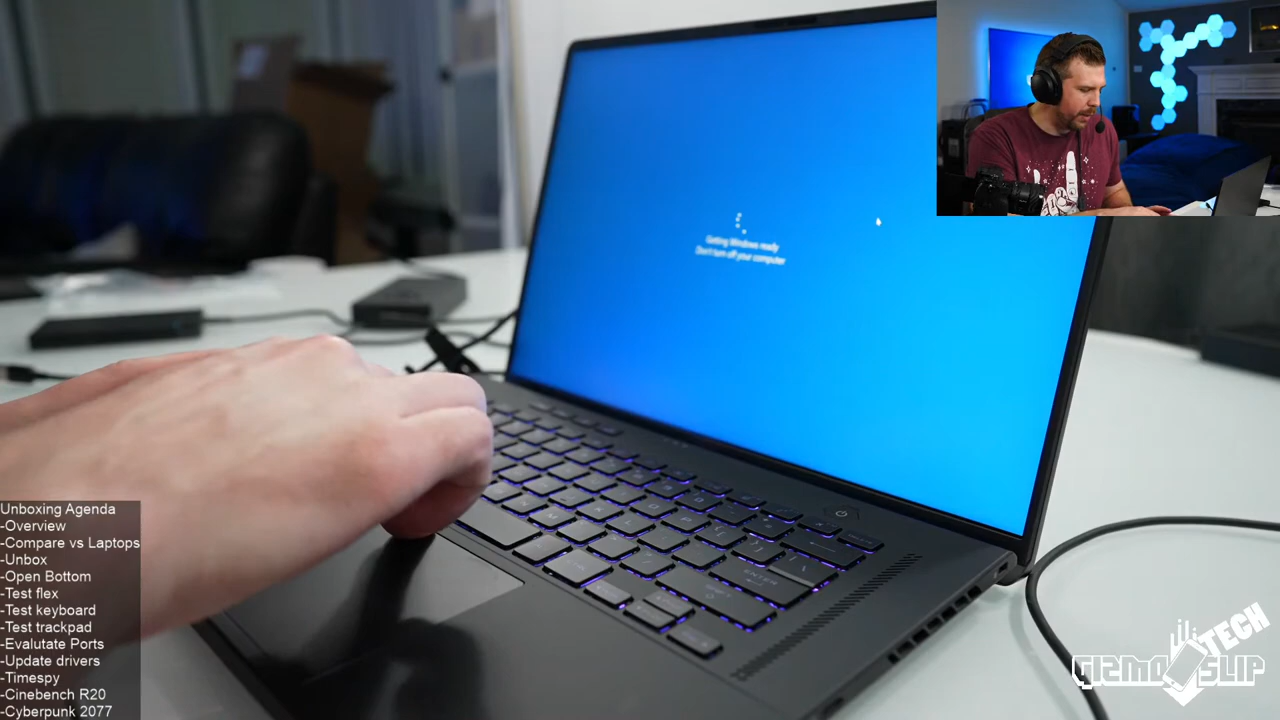 Getting Windows ready
Don't turn off your computer
ENTER
Unboxing Agenda
-Overview
-Compare vs Laptops
-Unbox
-Open Bottom
-Test flex
-Test keyboard
-Test trackpad
-Evalutate Ports
-Update drivers
-Timespy
-Cinebench R20
-Cyberpunk 2077
GIZMO SLIP
TECH